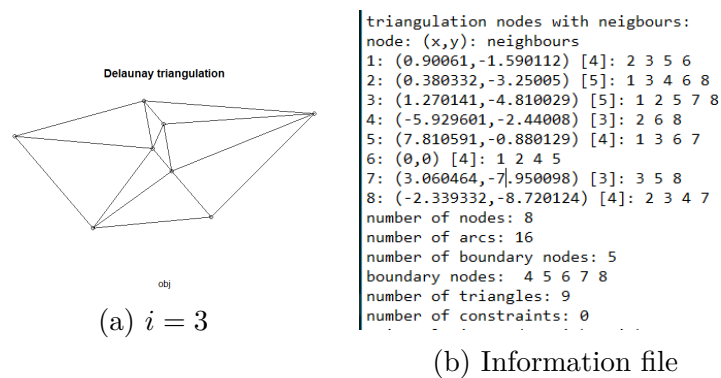 Delaunay triangulation
obj
(a) i = 3
triangulation nodes with neigbours:
node: (x,y): neighbours
1: (0.90061,-1.590112) [4]: 2 3 5 6
2: (0.380332,-3.25005) [5]: 1 3 4 6 8
3: (1.270141,-4.810029) [5]: 1 2 5 7 8
4: (-5.929601,-2.44008) [3]: 2 6 8
5: (7.810591,-0.880129) [4]: 1 3 6 7
6: (0,0) [4]: 1 2 4 5
7: (3.060464,-7.950098) [3]: 3 5 8
8: (-2.339332,-8.720124) [4]: 2 3 4 7
number of nodes: 8
number of arcs: 16
number of boundary nodes: 5
boundary nodes:  4 5 6 7 8
number of triangles: 9
number of constraints: 0
(b) Information file